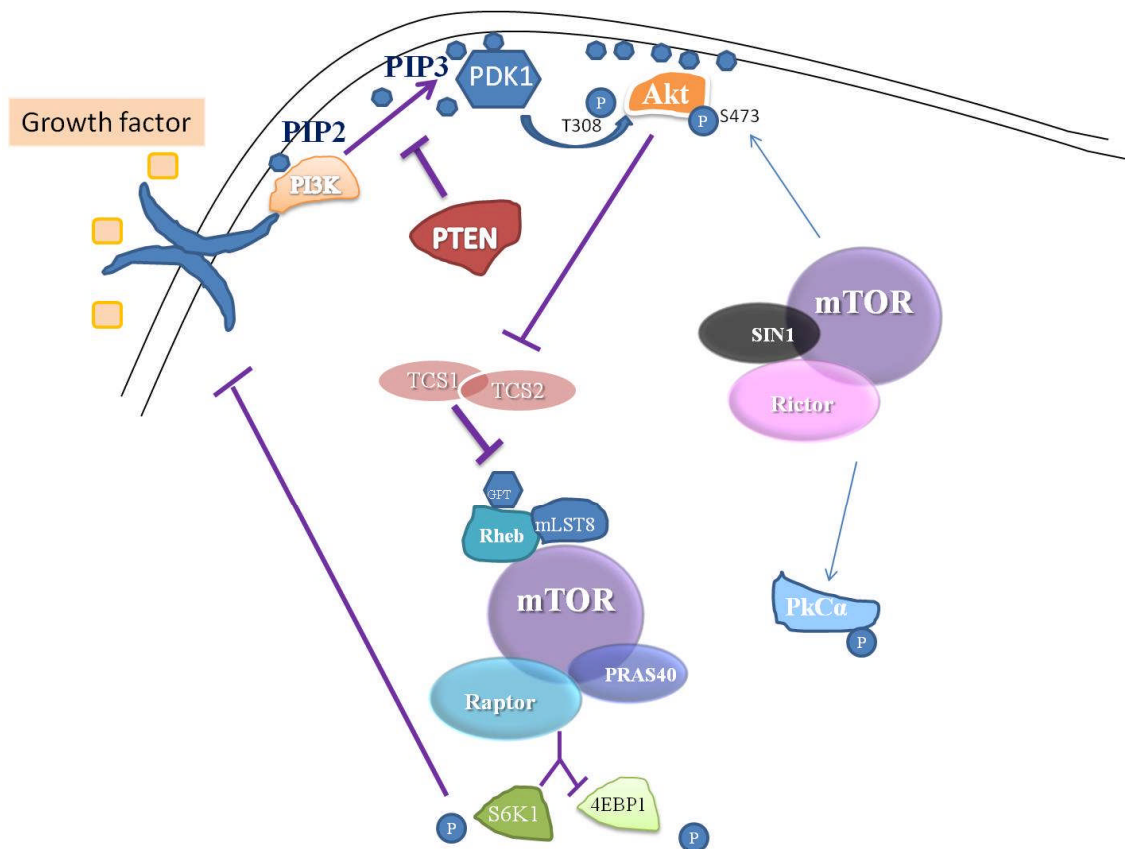 PIP3
PDK1
Growth factor
PIP2
PI3K
P
T308
Akt
P
S473
PTEN
mTOR
SIN1
Rictor
TCS1
TCS2
GPT
Rheb
mLST8
mTOR
PRAS40
Raptor
PkCα
P
P
S6K1
4EBP1
P